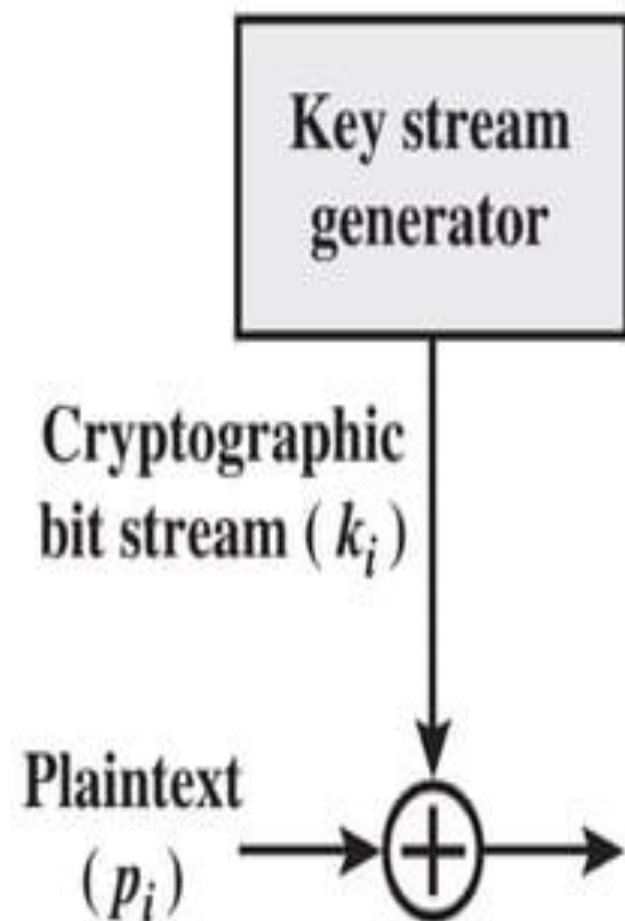 Key stream
generator
Cryptographic
bit stream ( kᵢ )
Plaintext
( pᵢ )